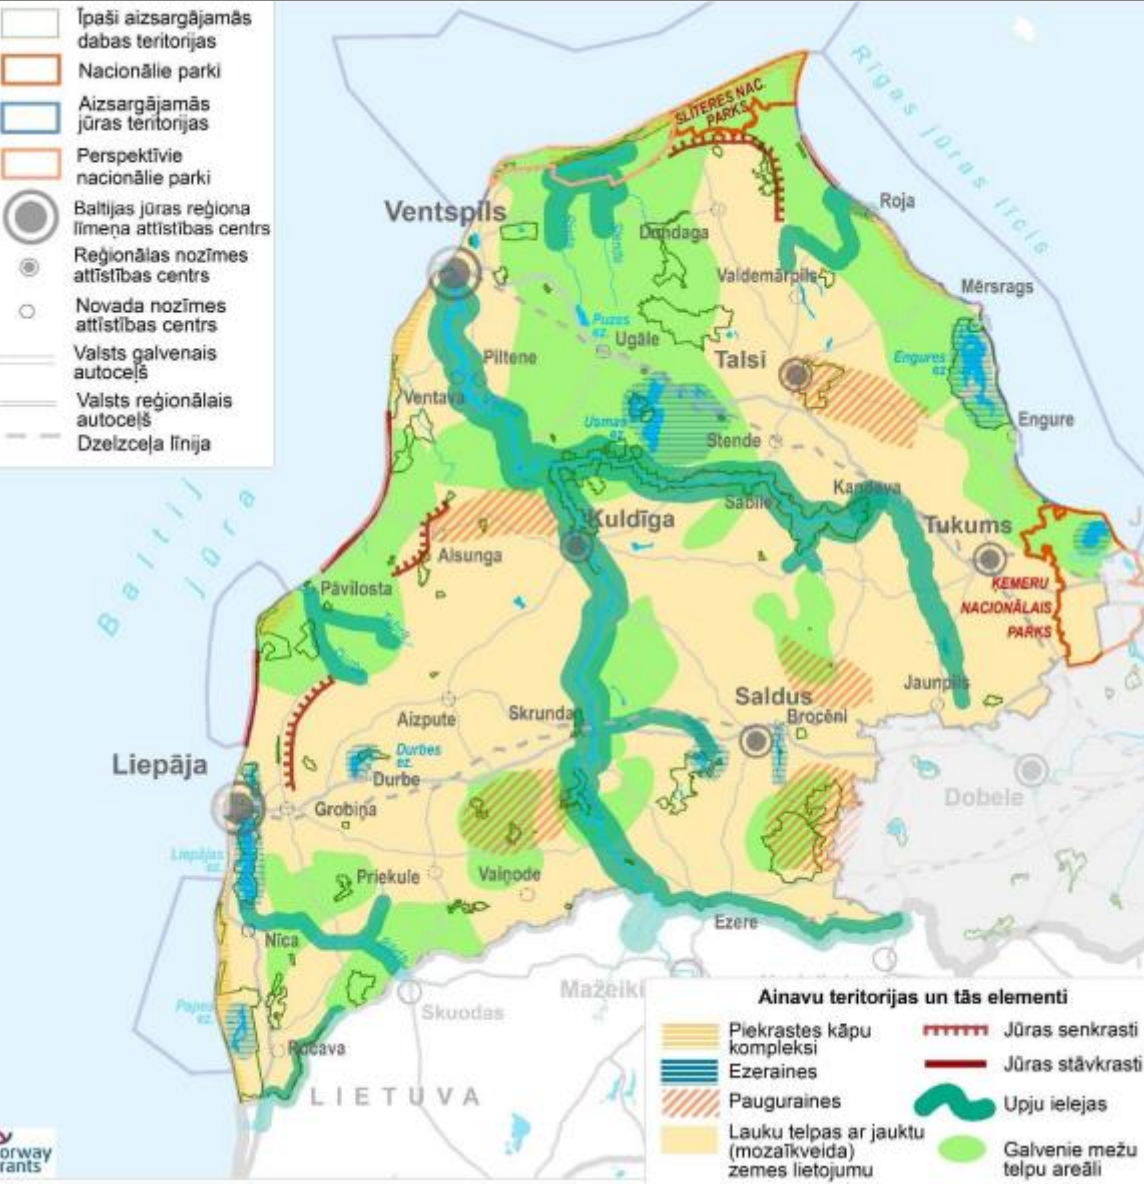 Īpaši aizsargājamās
dabas teritorijas
Nacionālie parki
Aizsargājamās
jūras teritorijas
Perspektīvie
nacionālie parki
Baltijas jūras reģiona
līmeņa attīstības centrs
Reģionālas nozīmes
attīstības centrs
Novada nozīmes
attīstības centrs
Valsts galvenais
autoceļš
Valsts reģionālais
autoceļš
Dzelzceļa līnija
SLĪTERES NAC.
PARKS
Rīgas jūras līcis
Ventspils
Roja
Dundaga
Valdemārpils
Mērsrags
Puzes
ez.
Ugāle
Piltene
Talsi
Engures
ez.
Ventava
Usmas
ez.
Stende
Engure
Sabile
Kandava
Baltij
jūra
Kuldīga
Tukums
Alsunga
Pāvilosta
ĶEMERU
NACIONĀLAIS
PARKS
Jaunpils
Saldus
Brocēni
Aizpute
Skrunda
Liepāja
Durbes
ez.
Durbe
Grobiņa
Dobele
Liepājas
ez.
Priekule
Vaiņode
Nīca
Ezere
Papes
ez.
Skuodas
Mažeiki
Rucava
LIETUVA
Ainavu teritorijas un tās elementi
Piekrastes kāpu
kompleksi
Ezeraines
Pauguraines
Lauku telpas ar jauktu
(mozaīkveida)
zemes lietojumu
Jūras senkrasti
Jūras stāvkrasti
Upju ielejas
Galvenie mežu
telpu areāli
orway
rants